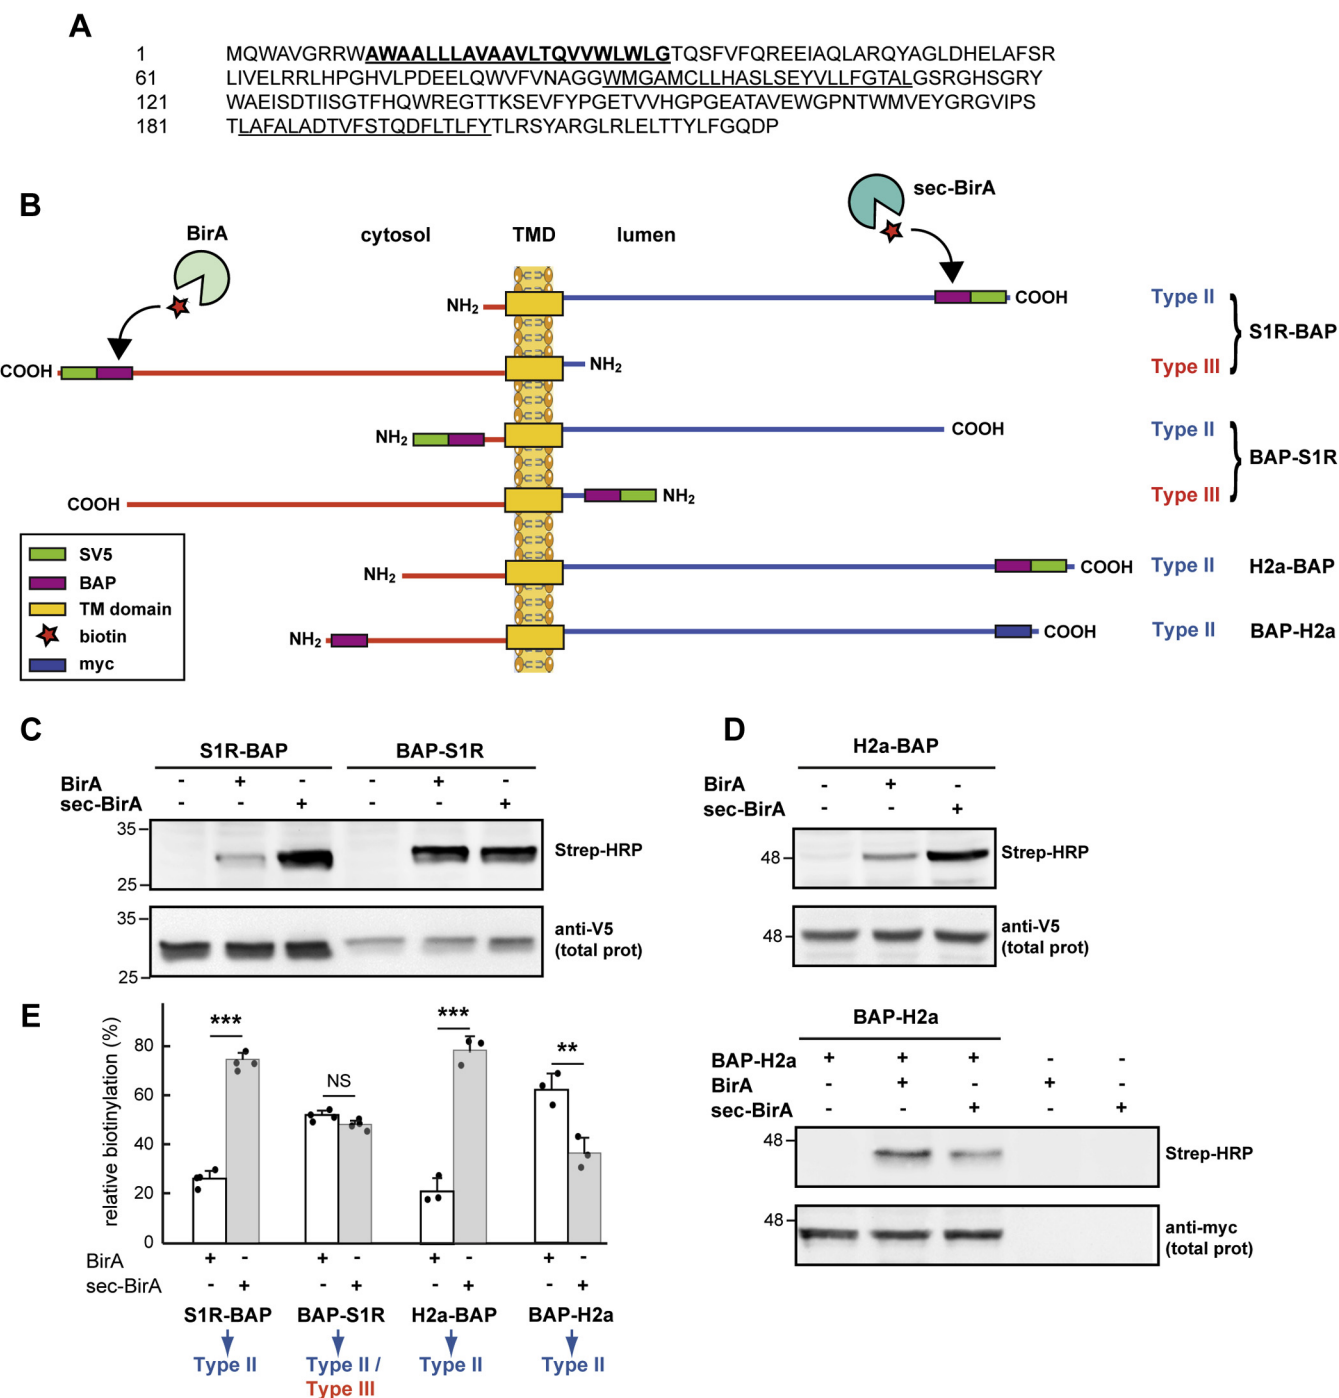 A
1 MQWAVGRRWAWAALLLAVAAVLTQVVWLWLGTQSFVFQREEIAQLARQYAGLDHELAFSR
61 LIVELRRLHPGHVLPDEELQWVFVNAGGWMGAMCLLHASLSEYVLLFGTALGSRGHSGRY
121 WAEISDTIISGTFHQWREGTTKSEVFYPGETVVHGPGEATAVEWGPNTWMVEYGRGVIPS
181 TLAFALADTVFSTQDFLTLFYTLRSYARGLRLELTTYLFGQDP
B
sec-BirA
BirA cytosol TMD lumen
NH2 COOH Type II
S1R-BAP
COOH NH2 Type III
NH2 COOH Type II
BAP-S1R
COOH NH2 Type III
NH2 COOH Type II H2a-BAP
NH2 COOH Type II BAP-H2a
SV5
BAP
TM domain
biotin
myc
C
S1R-BAP BAP-S1R
BirA - + - - + -
sec-BirA - - + - - +
35
Strep-HRP
25
35
anti-V5
(total prot)
25
D
H2a-BAP
BirA - + -
sec-BirA - - +
48 Strep-HRP
48 anti-V5
(total prot)
BAP-H2a
BAP-H2a + + + - -
BirA - + - + -
sec-BirA - - + - +
48
Strep-HRP
48
anti-myc
(total prot)
E
relative biotinylation (%)
80
60
40
20
0
*** NS *** **
BirA + - + - + - + -
sec-BirA - + - + - + - +
S1R-BAP BAP-S1R H2a-BAP BAP-H2a
Type II Type II / Type II Type II
Type III